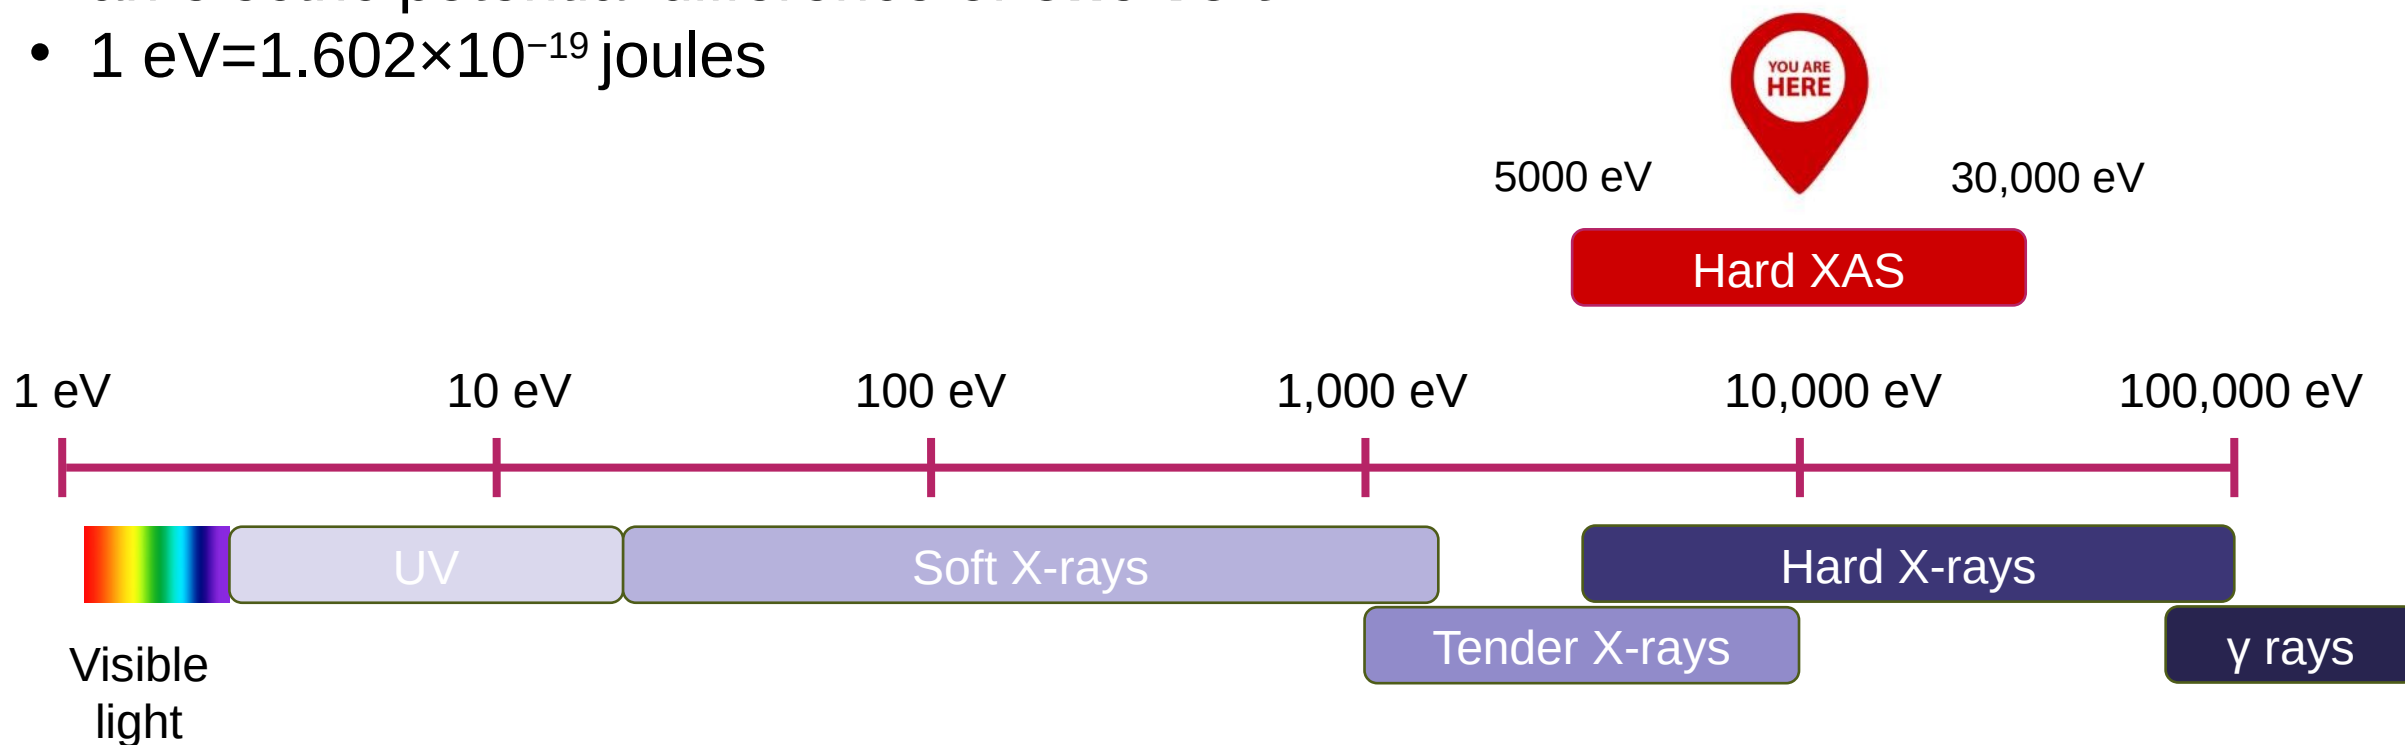 • 1 eV=1.602×10⁻¹⁹ joules
YOU ARE
HERE
5000 eV
30,000 eV
Hard XAS
1 eV
10 eV
100 eV
1,000 eV
10,000 eV
100,000 eV
UV
Soft X-rays
Hard X-rays
Tender X-rays
γ rays
Visible
light